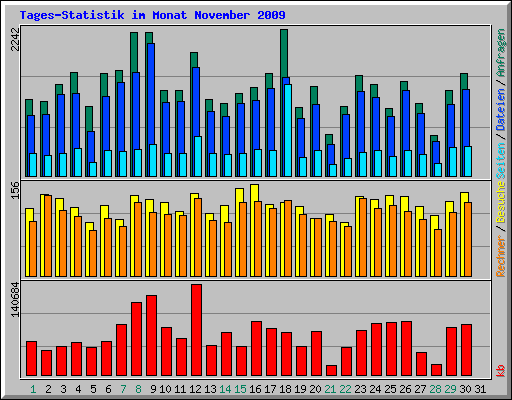 Tages-Statistik im Monat November 2009
2242
156
140684
Anfragen / Dateien / Seiten
Besuche / Rechner
kb
1 2 3 4 5 6 7 8 9 10 11 12 13 14 15 16 17 18 19 20 21 22 23 24 25 26 27 28 29 30 31